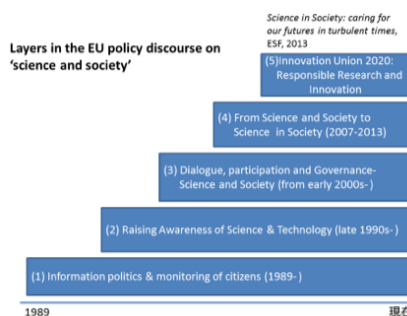 Science in Society: caring for
our futures in turbulent times,
ESF, 2013
Layers in the EU policy discourse on
‘science and society’
(5)Innovation Union 2020:
Responsible Research and
Innovation
(4) From Science and Society to
Science in Society (2007-2013)
(3) Dialogue, participation and Governance-
Science and Society (from early 2000s- )
(2) Raising Awareness of Science & Technology (late 1990s- )
(1) Information politics & monitoring of citizens (1989- )
1989
現在